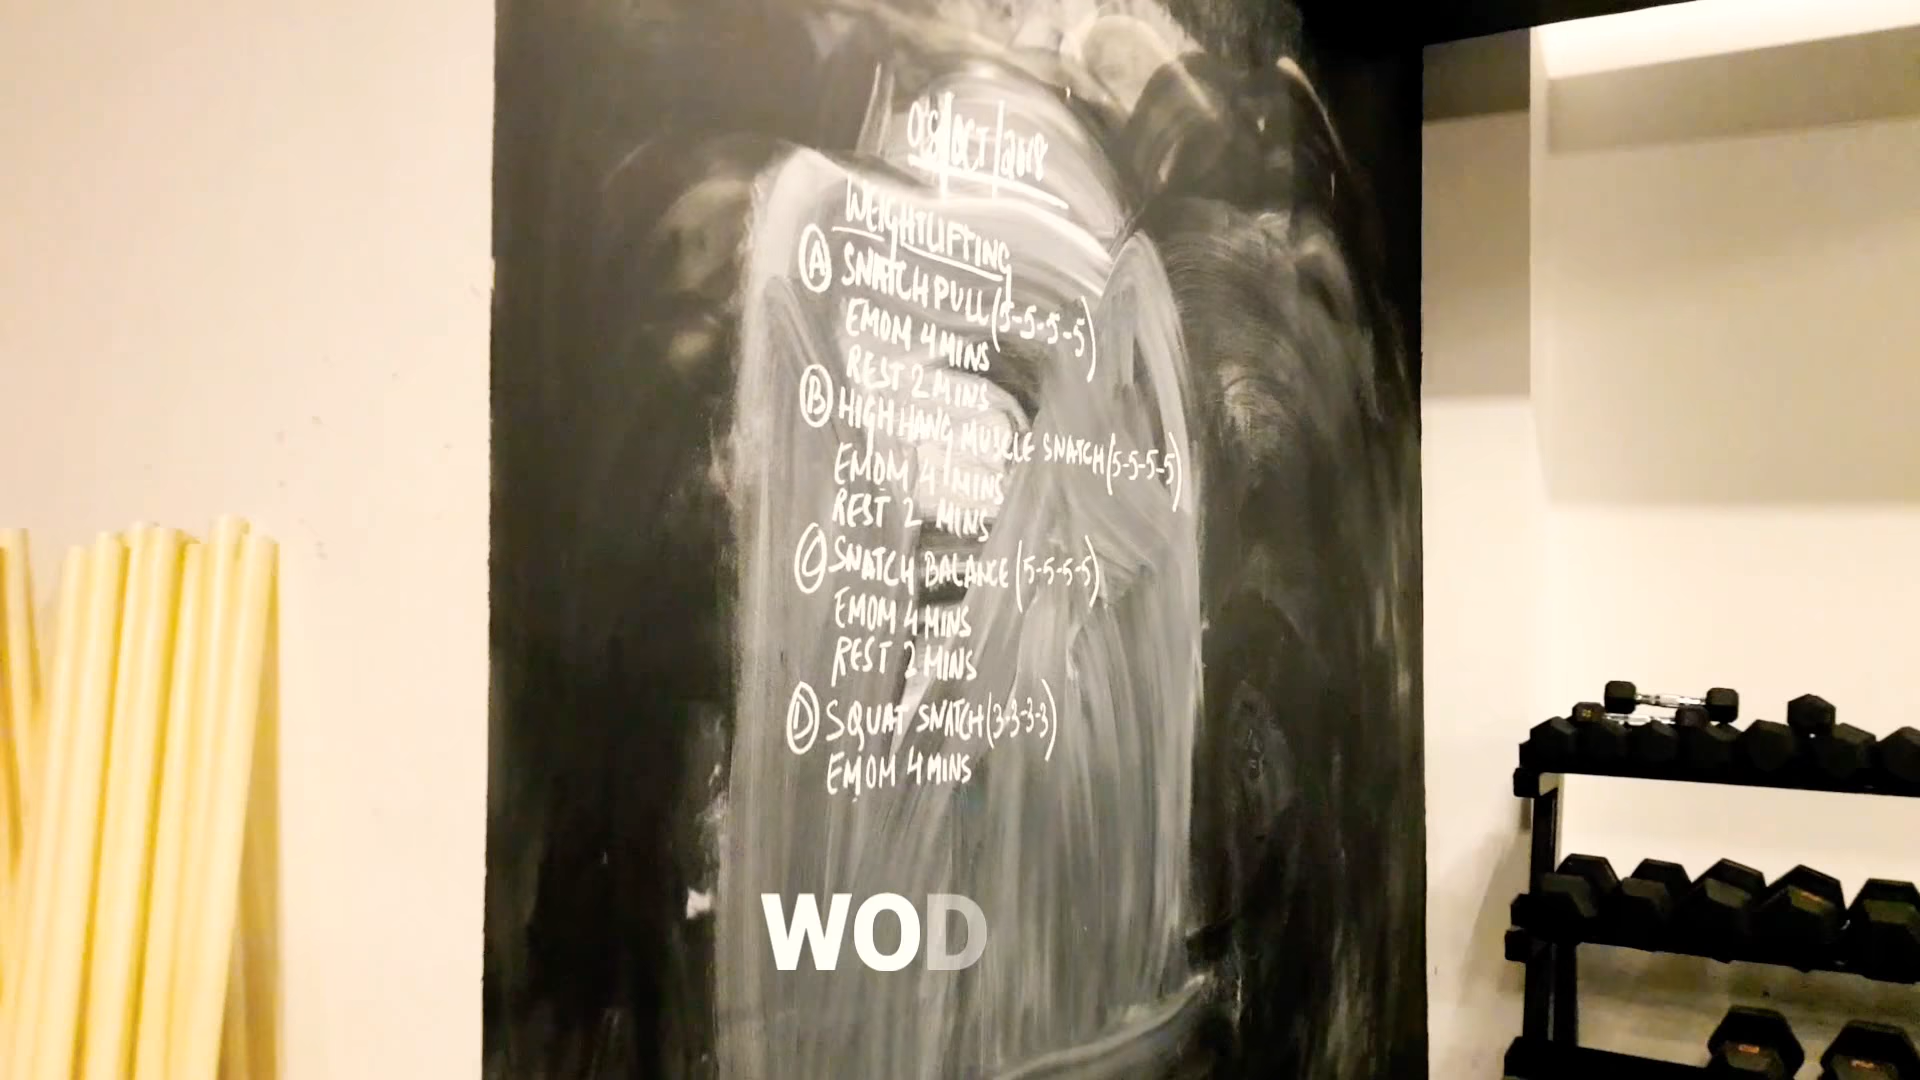 08/OCT/2018
WEIGHTLIFTING
Ⓐ SNATCH PULL (5-5-5-5)
EMOM 4 MINS
REST 2 MINS
Ⓑ HIGH HANG MUSCLE SNATCH (5-5-5-5)
EMOM 4 MINS
REST 2 MINS
Ⓒ SNATCH BALANCE (5-5-5-5)
EMOM 4 MINS
REST 2 MINS
Ⓓ SQUAT SNATCH (3-3-3-3)
EMOM 4 MINS
WOD